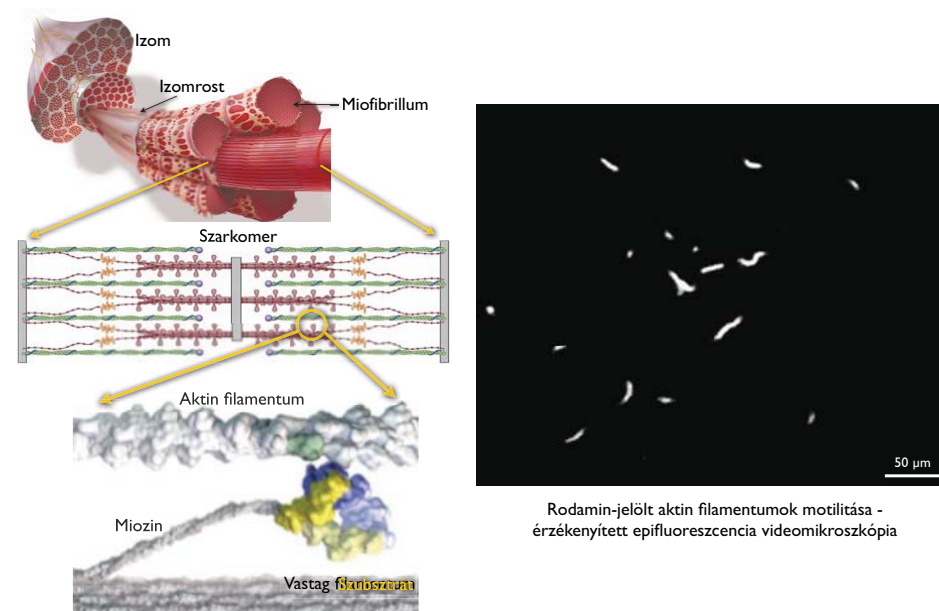 Izom
Izomrost
Miofibrillum
Szarkomer
Aktin filamentum
Miozin
Vastag
Szubsztrát
50 µm
Rodamin-jelölt aktin filamentumok motilitása -
érzékenyített epifluoreszcencia videomikroszkópia